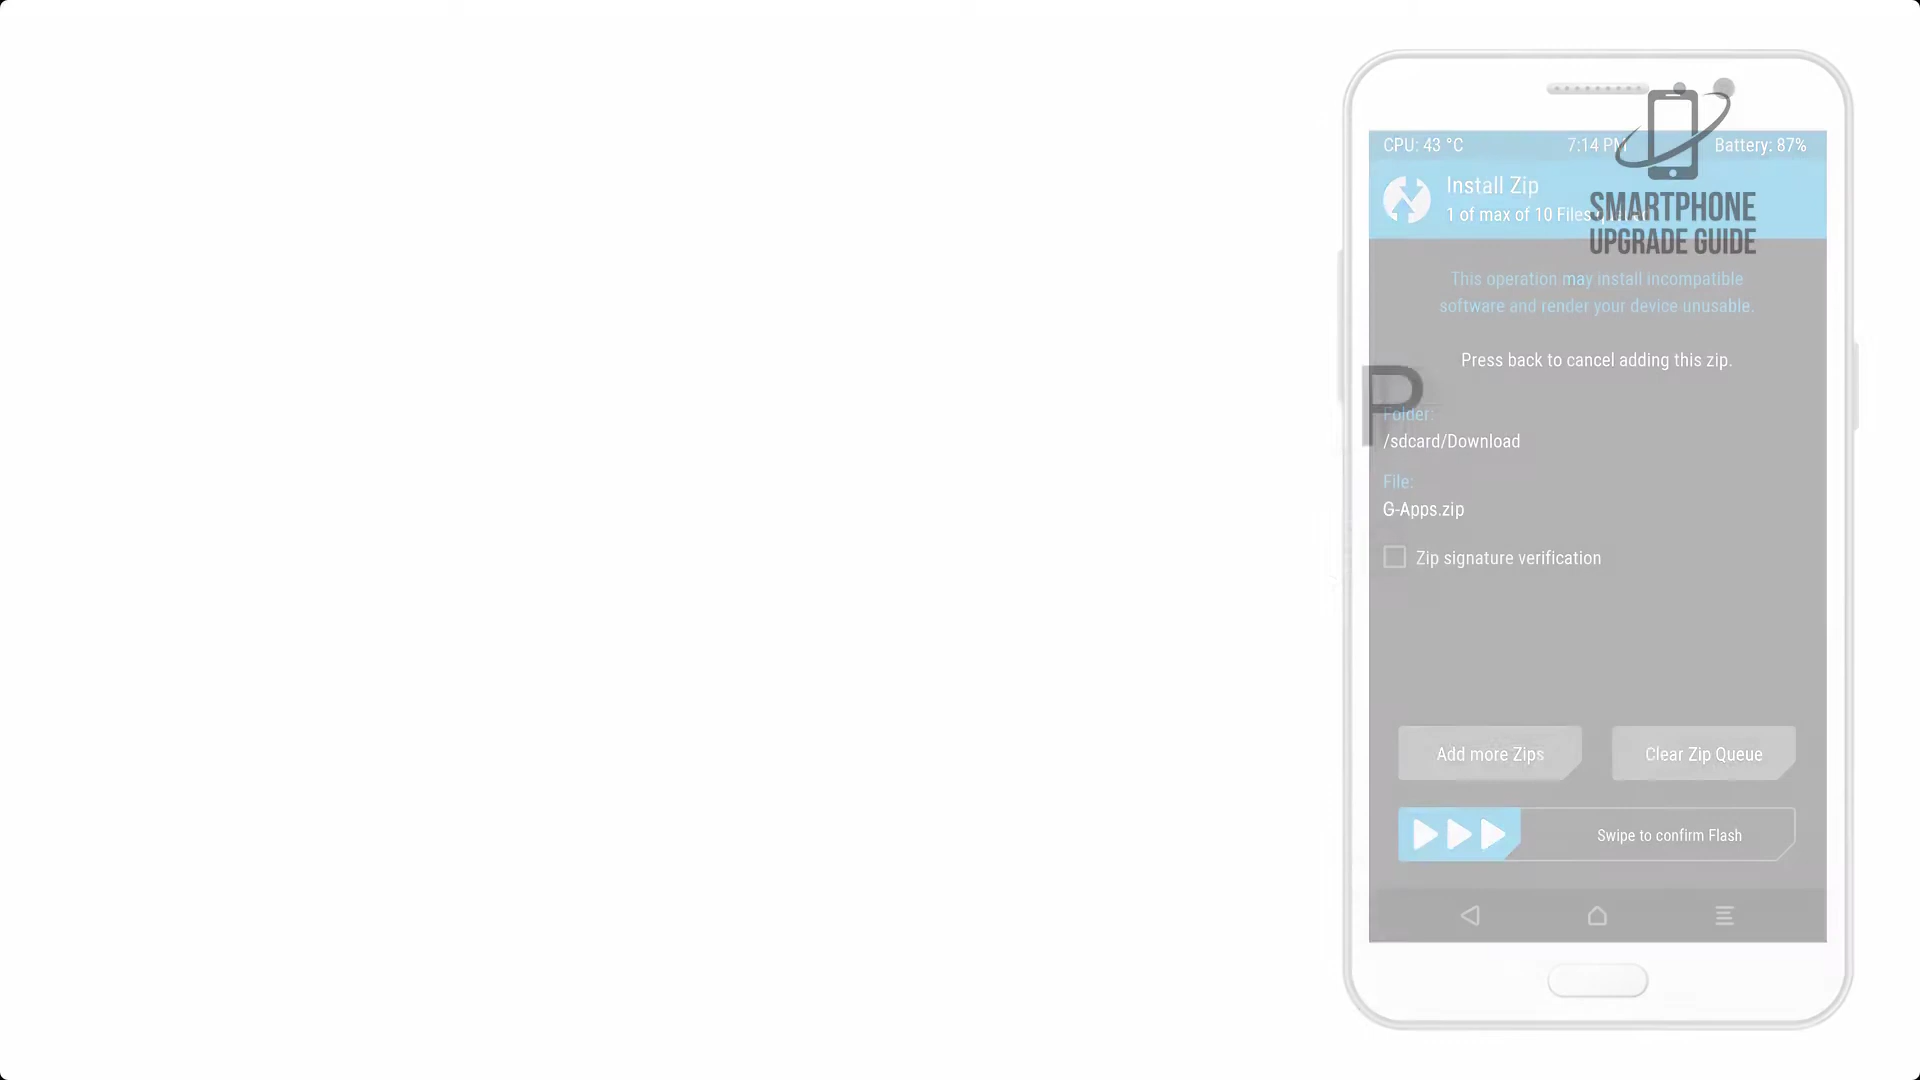 CPU: 43 °C 7:14 PM Battery: 87%
Install Zip
1 of max of 10 Files queued
SMARTPHONE
UPGRADE GUIDE
This operation may install incompatible
software and render your device unusable.
Press back to cancel adding this zip.
P
Folder:
/sdcard/Download
File:
G-Apps.zip
Zip signature verification
Add more Zips Clear Zip Queue
Swipe to confirm Flash